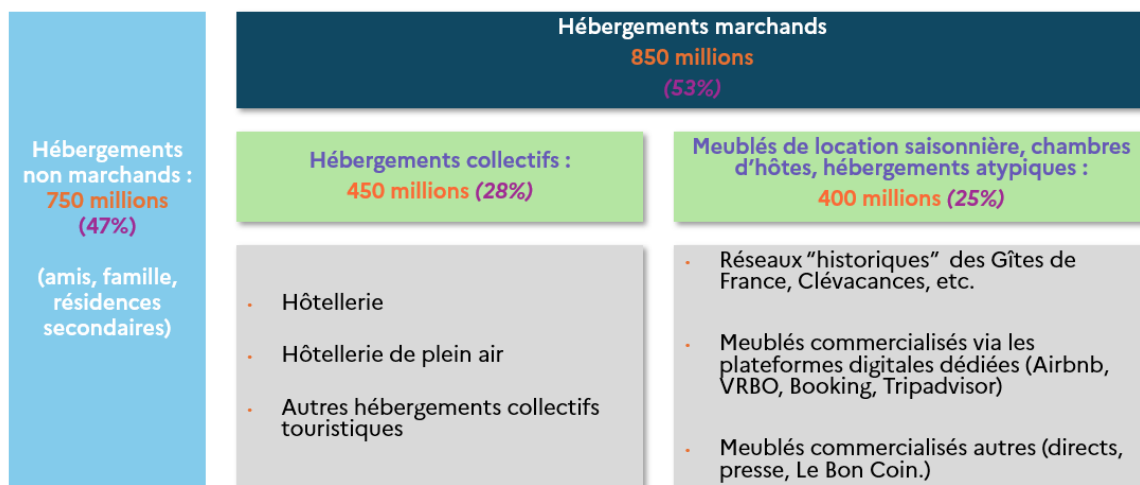 Hébergements
non marchands :
750 millions
(47%)
(amis, famille,
résidences
secondaires)
Hébergements marchands
850 millions
(53%)
Hébergements collectifs :
450 millions (28%)
Meublés de location saisonnière, chambres
d’hôtes, hébergements atypiques :
400 millions (25%)
• Hôtellerie
• Hôtellerie de plein air
• Autres hébergements collectifs
touristiques
• Réseaux “historiques” des Gîtes de
France, Clévacances, etc.
• Meublés commercialisés via les
plateformes digitales dédiées (Airbnb,
VRBO, Booking, Tripadvisor)
• Meublés commercialisés autres (directs,
presse, Le Bon Coin.)